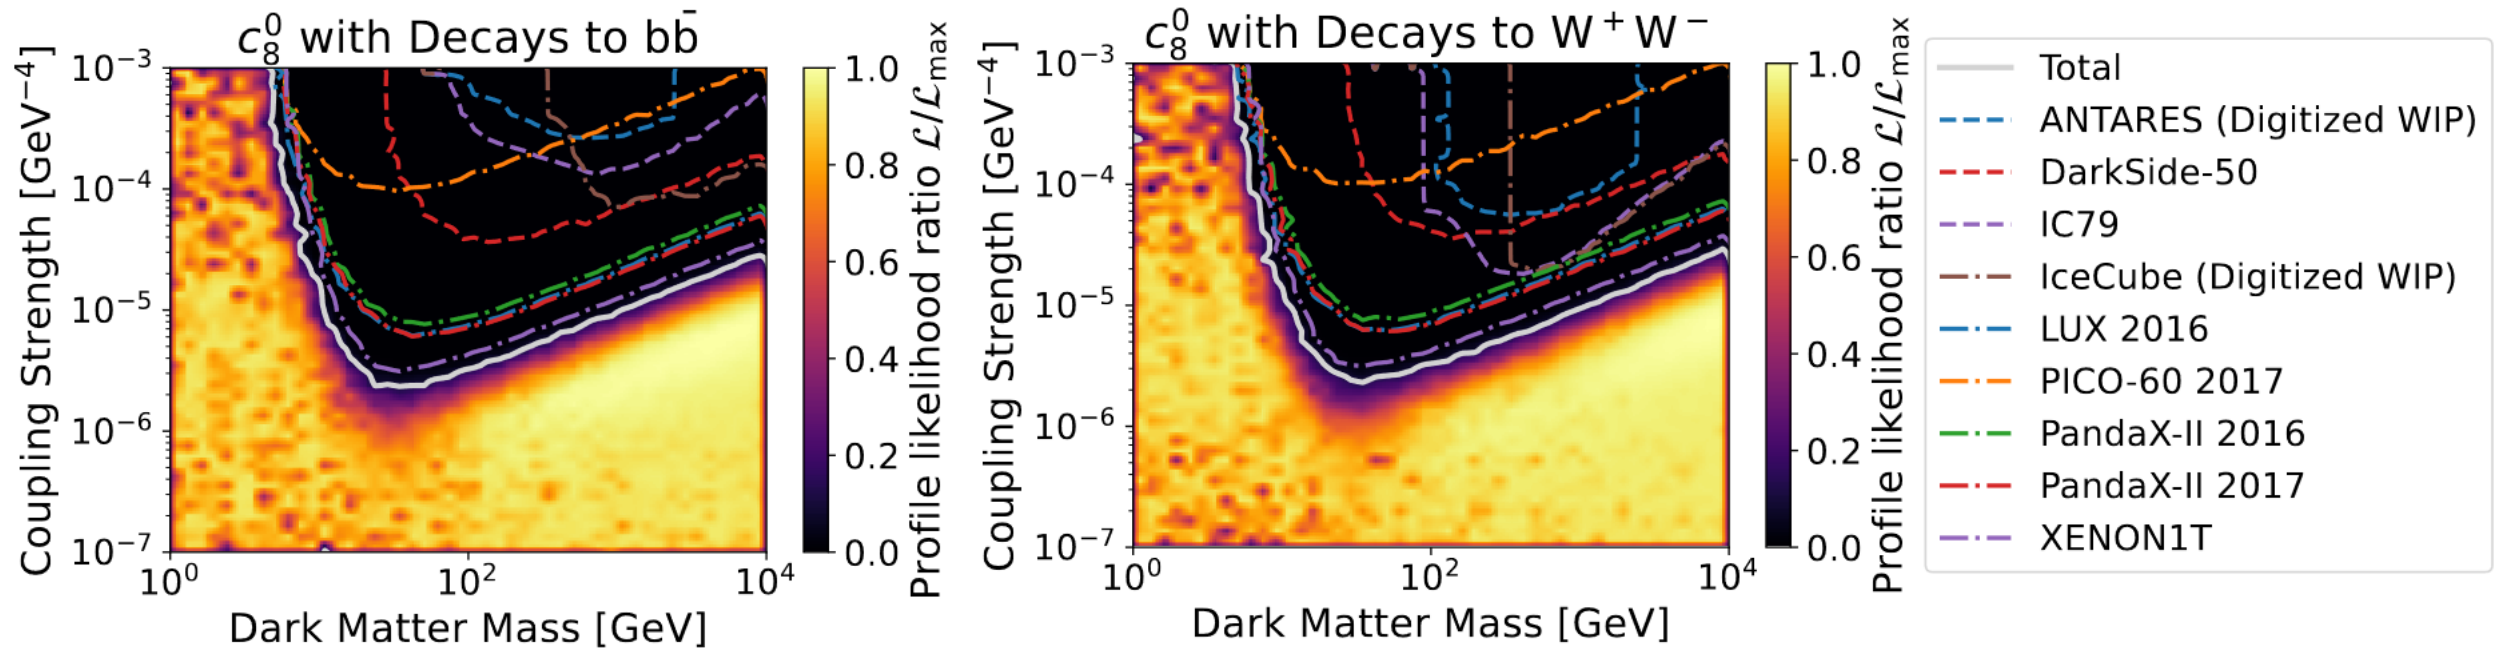 c₈⁰ with Decays to bb̄
Coupling Strength [GeV⁻⁴]
10⁻³
10⁻⁴
10⁻⁵
10⁻⁶
10⁻⁷
10⁰
10²
10⁴
Dark Matter Mass [GeV]
1.0
0.8
0.6
0.4
0.2
0.0
Profile likelihood ratio ℒ/ℒmax
c₈⁰ with Decays to W⁺W⁻
Coupling Strength [GeV⁻⁴]
10⁻³
10⁻⁴
10⁻⁵
10⁻⁶
10⁻⁷
10⁰
10²
10⁴
Dark Matter Mass [GeV]
1.0
0.8
0.6
0.4
0.2
0.0
Profile likelihood ratio ℒ/ℒmax
Total
ANTARES (Digitized WIP)
DarkSide-50
IC79
IceCube (Digitized WIP)
LUX 2016
PICO-60 2017
PandaX-II 2016
PandaX-II 2017
XENON1T